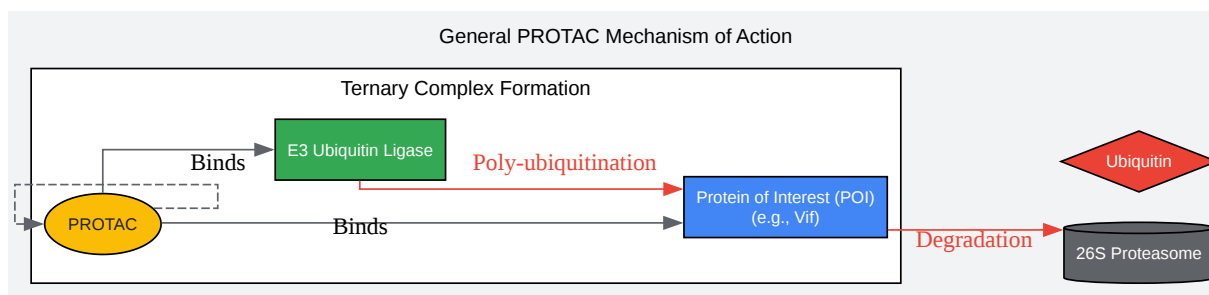 General PROTAC Mechanism of Action
Ternary Complex Formation
E3 Ubiquitin Ligase
Binds
Poly-ubiquitination
Ubiquitin
PROTAC
Binds
Protein of Interest (POI)
(e.g., Vif)
Degradation
26S Proteasome